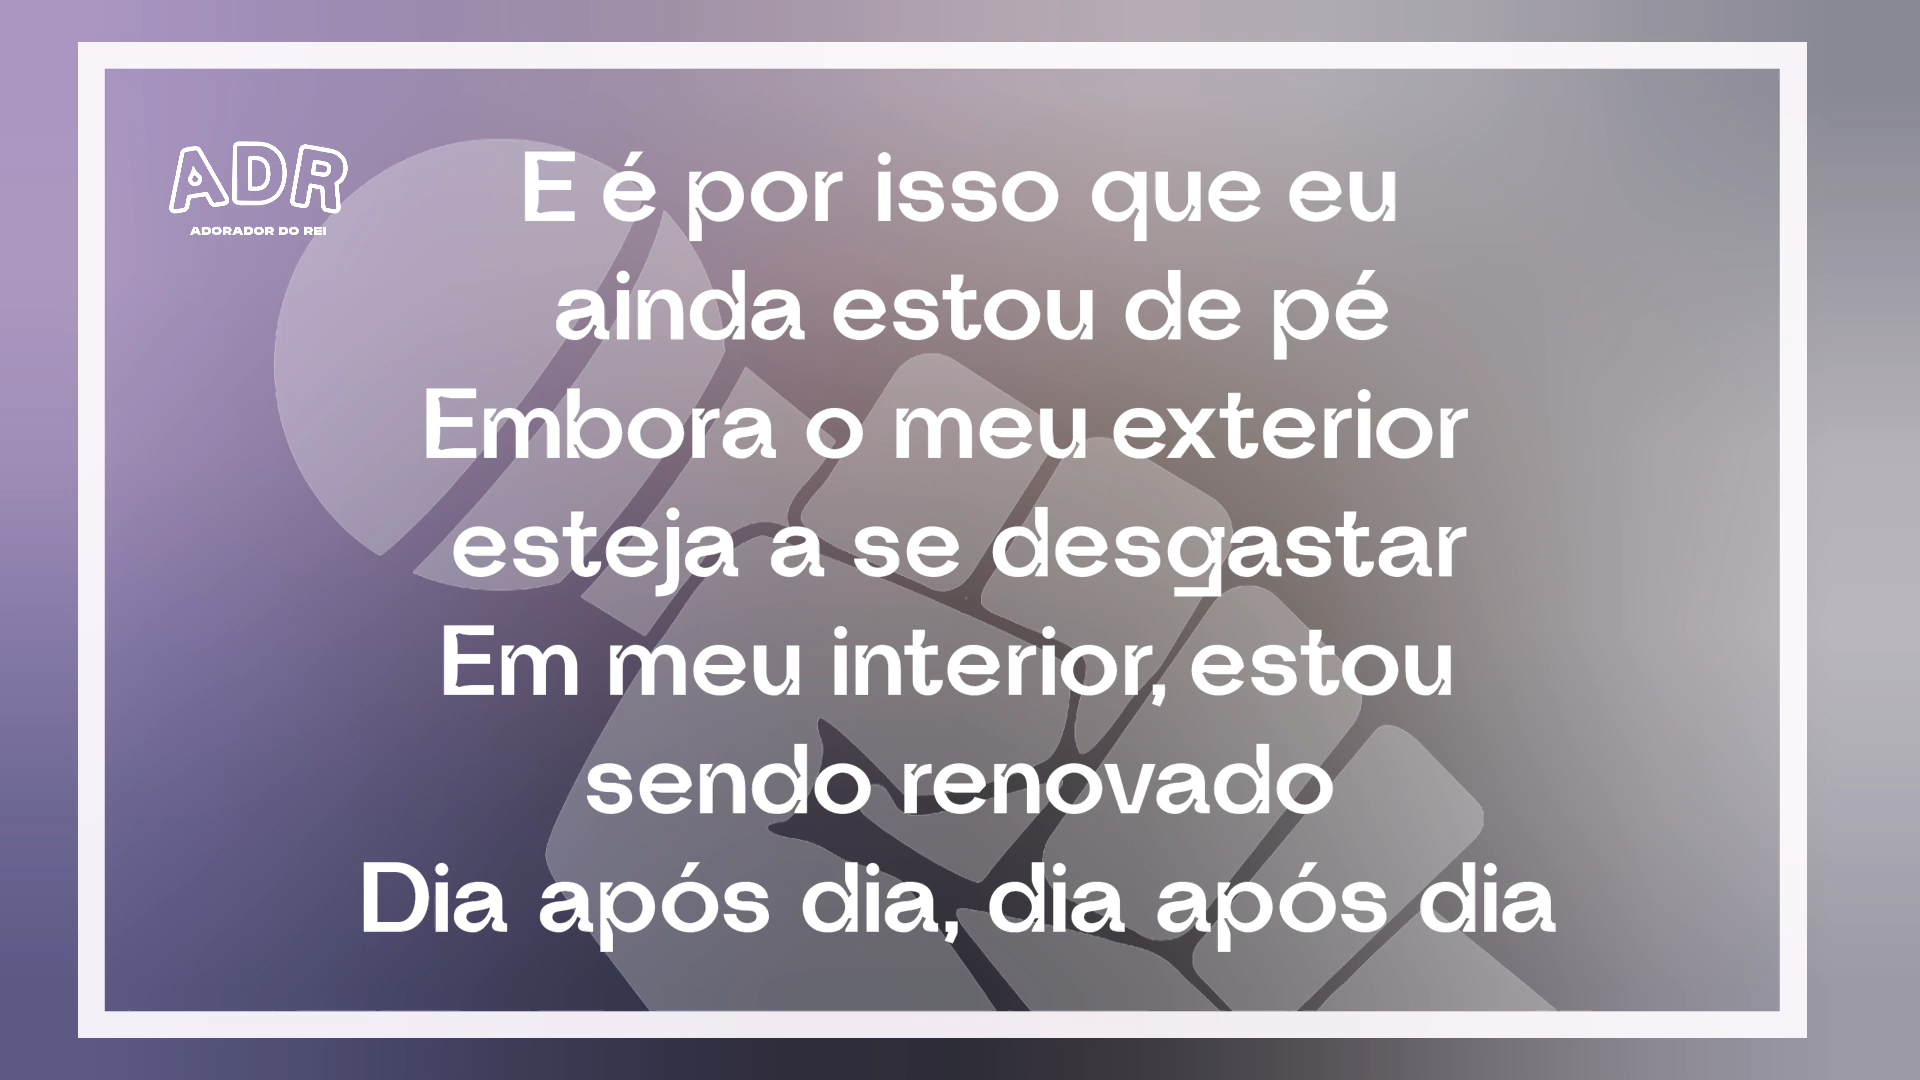 ADR
ADORADOR DO REI
E é por isso que eu
ainda estou de pé
Embora o meu exterior
esteja a se desgastar
Em meu interior, estou
sendo renovado
Dia após dia, dia após dia